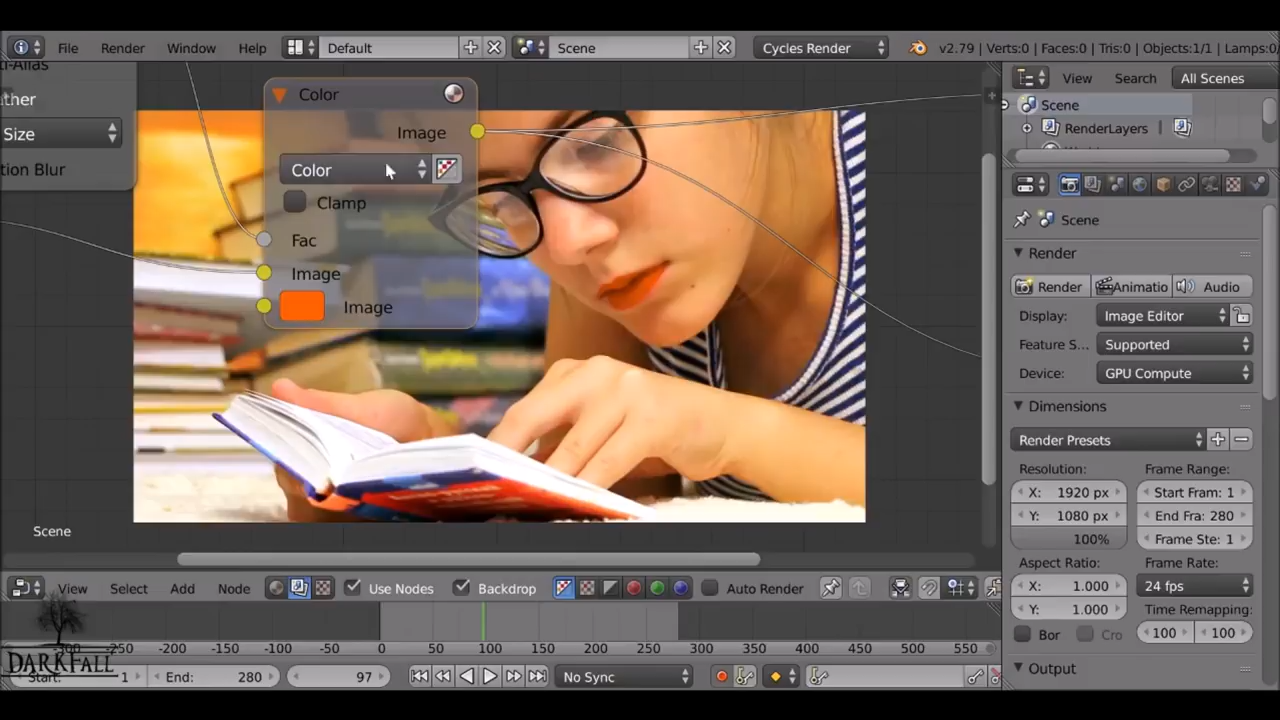 File Render Window Help Default Scene Cycles Render v2.79 | Verts:0 | Faces:0 | Tris:0 | Objects:1/1 | Lamps:0/
View Search All Scenes
Scene
RenderLayers
ther
Size
tion Blur
Color
Image
Color
Clamp
Fac
Image
Image
Scene
Scene
Render
Render Animatio Audio
Display: Image Editor
Feature S... Supported
Device: GPU Compute
Dimensions
Render Presets
Resolution: Frame Range:
X: 1920 px Start Fram: 1
Y: 1080 px End Fra: 280
100% Frame Ste: 1
Aspect Ratio: Frame Rate:
X: 1.000 24 fps
Y: 1.000 Time Remapping:
Bor Cro 100 100
Output
View Select Add Node Use Nodes Backdrop Auto Render
-250 -200 -150 -100 -50 0 50 100 150 200 250 300 350 400 450 500 550
DARKFALL
Start: 1 End: 280 97 No Sync